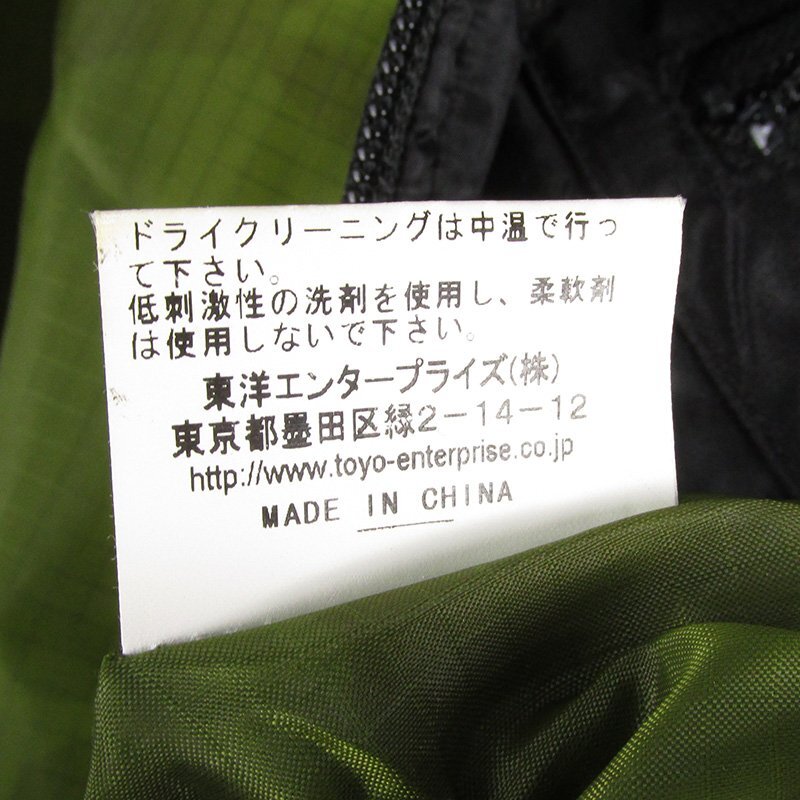 ドライクリーニングは中温で行っ
て下さい。
低刺激性の洗剤を使用し、柔軟剤
は使用しないで下さい。
東洋エンタープライズ(株)
東京都墨田区緑2-14-12
http://www.toyo-enterprise.co.jp
MADE IN CHINA